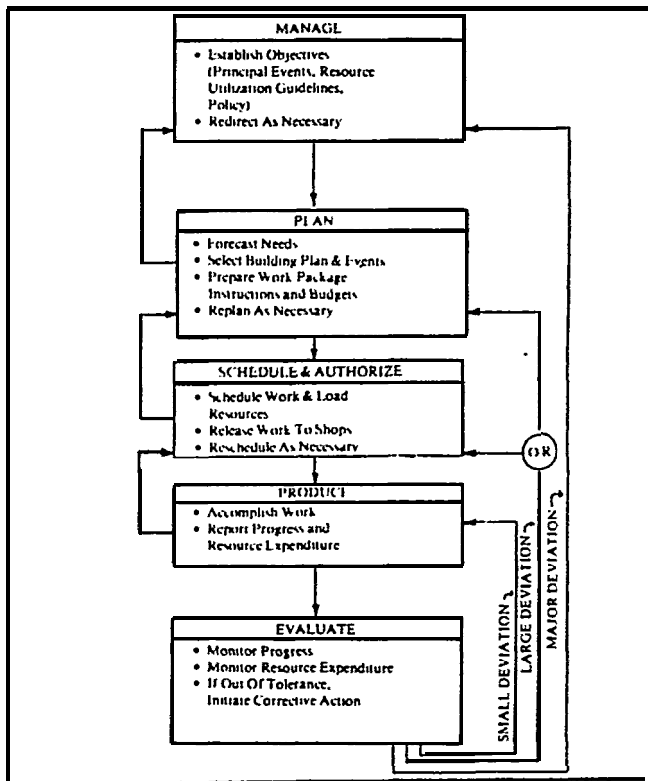 MANAGE
• Establish Objectives
(Principal Events, Resource
Utilization Guidelines,
Policy)
• Redirect As Necessary
PLAN
• Forecast Needs
• Select Building Plan & Events
• Prepare Work Package
Instructions and Budgets
• Replan As Necessary
SCHEDULE & AUTHORIZE
• Schedule Work & Load
Resources
• Release Work To Shops
• Reschedule As Necessary
OR
PRODUCE
• Accomplish Work
• Report Progress and
Resource Expenditure
EVALUATE
• Monitor Progress
• Monitor Resource Expenditure
• If Out Of Tolerance,
Initiate Corrective Action
SMALL DEVIATION
LARGE DEVIATION
MAJOR DEVIATION